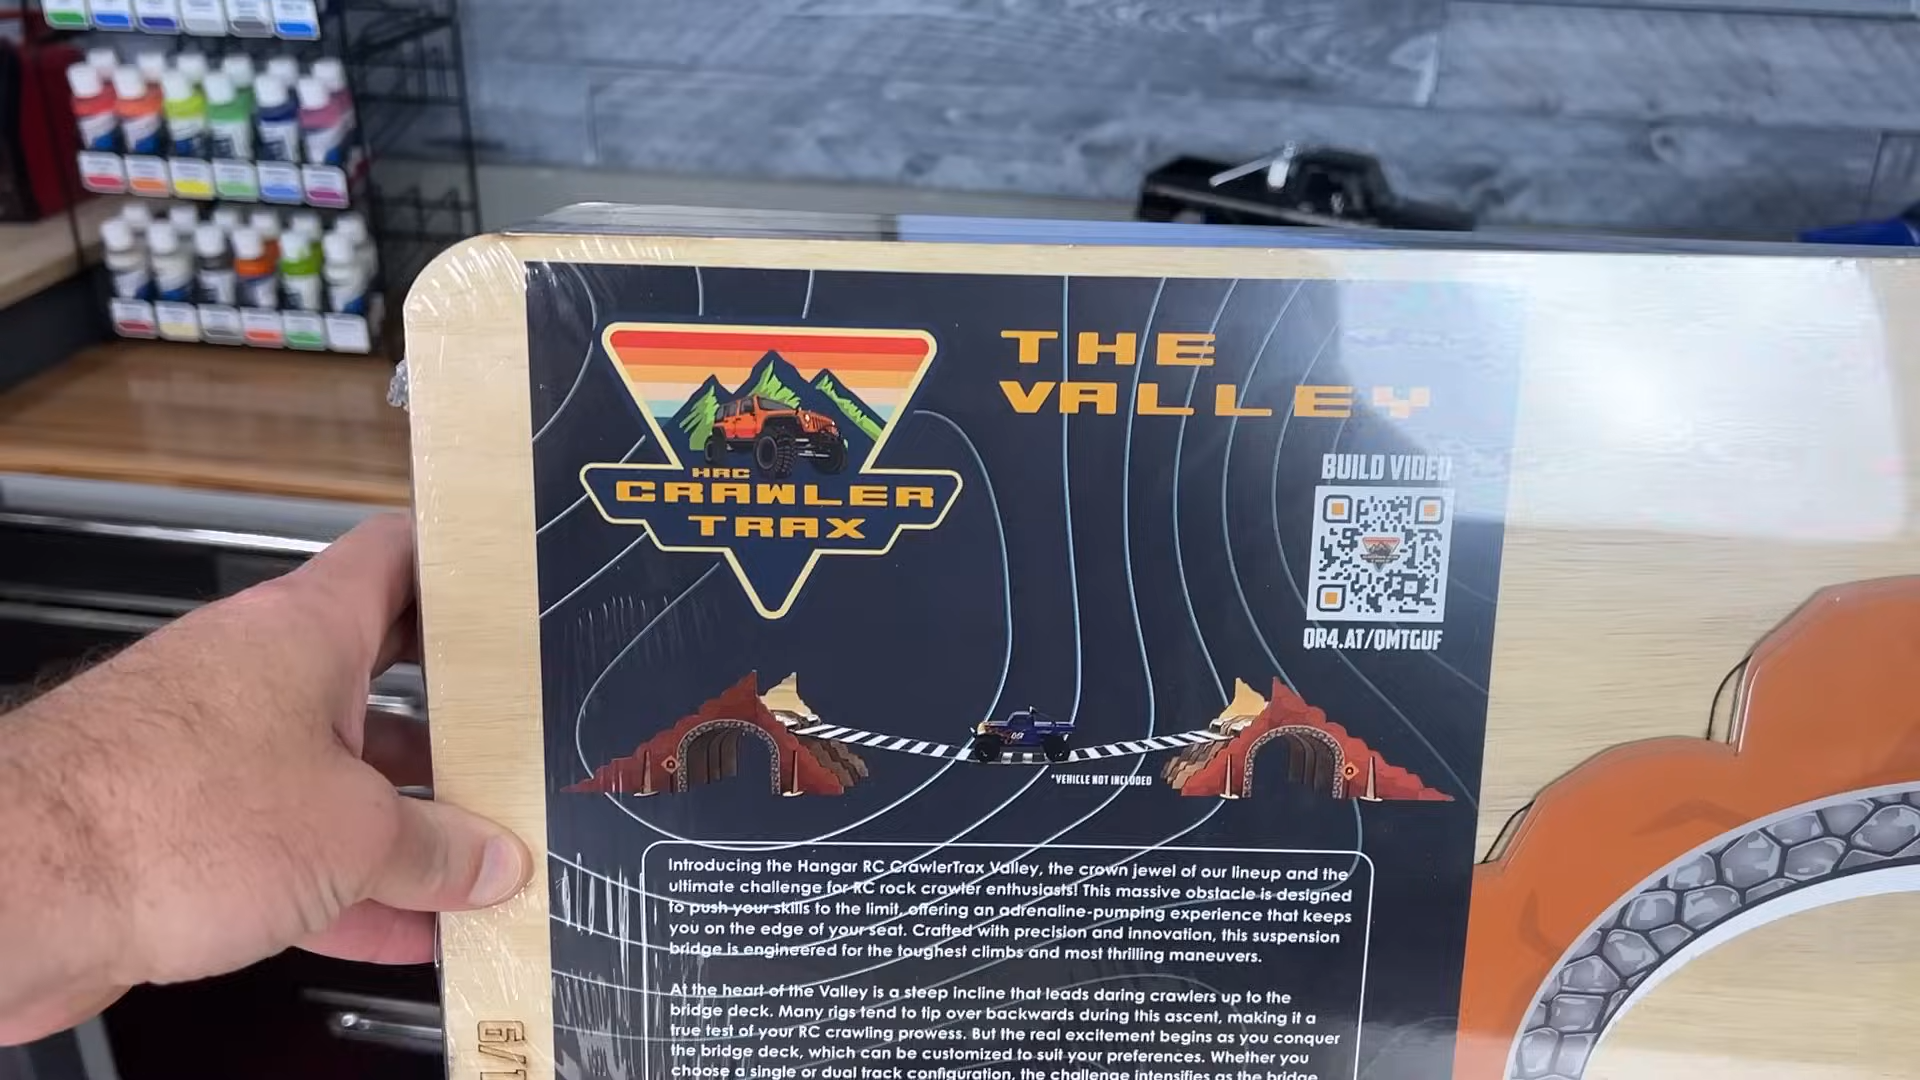 THE
VALLEY
HRC
CRAWLER
TRAX
BUILD VIDEO
QR4.AT/QMTGUF
*VEHICLE NOT INCLUDED
Introducing the Hangar RC CrawlerTrax Valley, the crown jewel of our lineup and the
ultimate challenge for RC rock crawler enthusiasts! This massive obstacle is designed
to push your skills to the limit, offering an adrenaline-pumping experience that keeps
you on the edge of your seat. Crafted with precision and innovation, this suspension
bridge is engineered for the toughest climbs and most thrilling maneuvers.
At the heart of the Valley is a steep incline that leads daring crawlers up to the
bridge deck. Many rigs tend to tip over backwards during this ascent, making it a
true test of your RC crawling prowess. But the real excitement begins as you conquer
the bridge deck, which can be customized to suit your preferences. Whether you
choose a single or dual track configuration, the challenge intensifies as the bridge